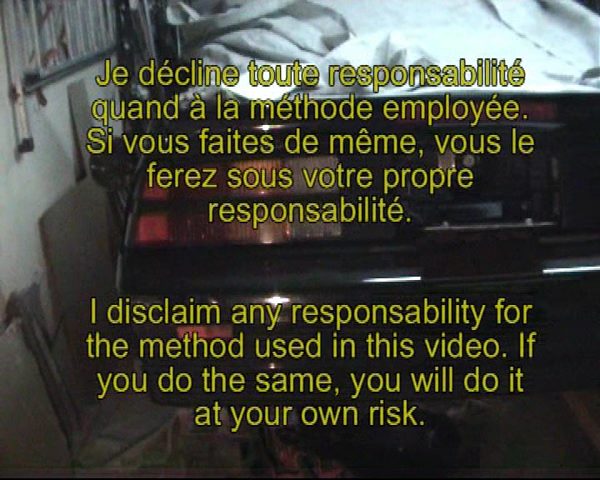 Je décline toute responsabilité
quand à la méthode employée.
Si vous faites de même, vous le
ferez sous votre propre
responsabilité.
I disclaim any responsability for
the method used in this video. If
you do the same, you will do it
at your own risk.